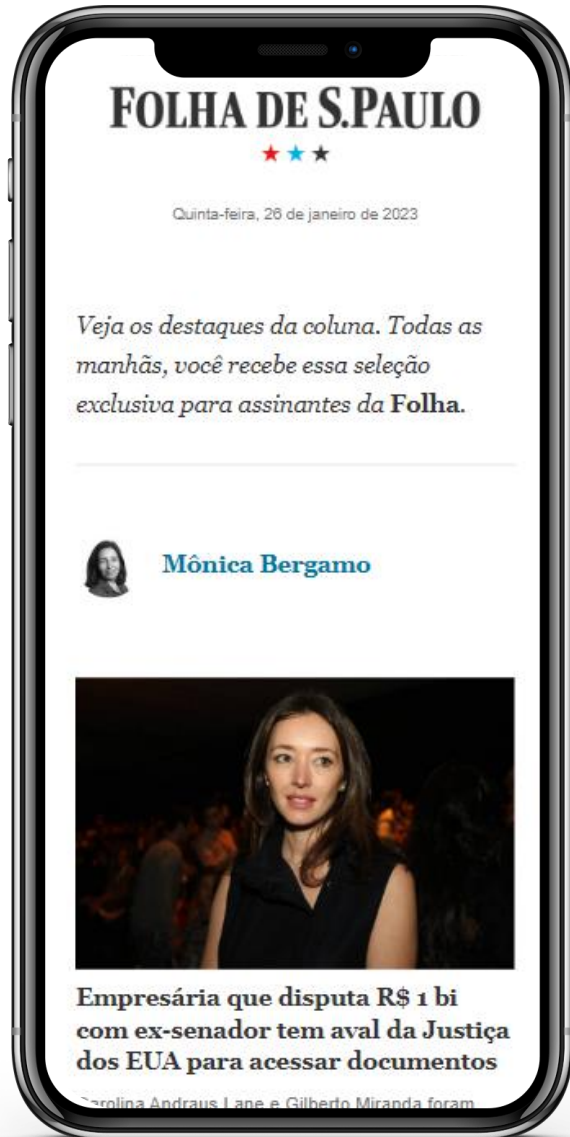 FOLHA DE S.PAULO
Quinta-feira, 26 de janeiro de 2023
Veja os destaques da coluna. Todas as
manhãs, você recebe essa seleção
exclusiva para assinantes da Folha.
Mônica Bergamo
Empresária que disputa R$ 1 bi
com ex-senador tem aval da Justiça
dos EUA para acessar documentos
Carolina Andraus Lane e Gilberto Miranda foram